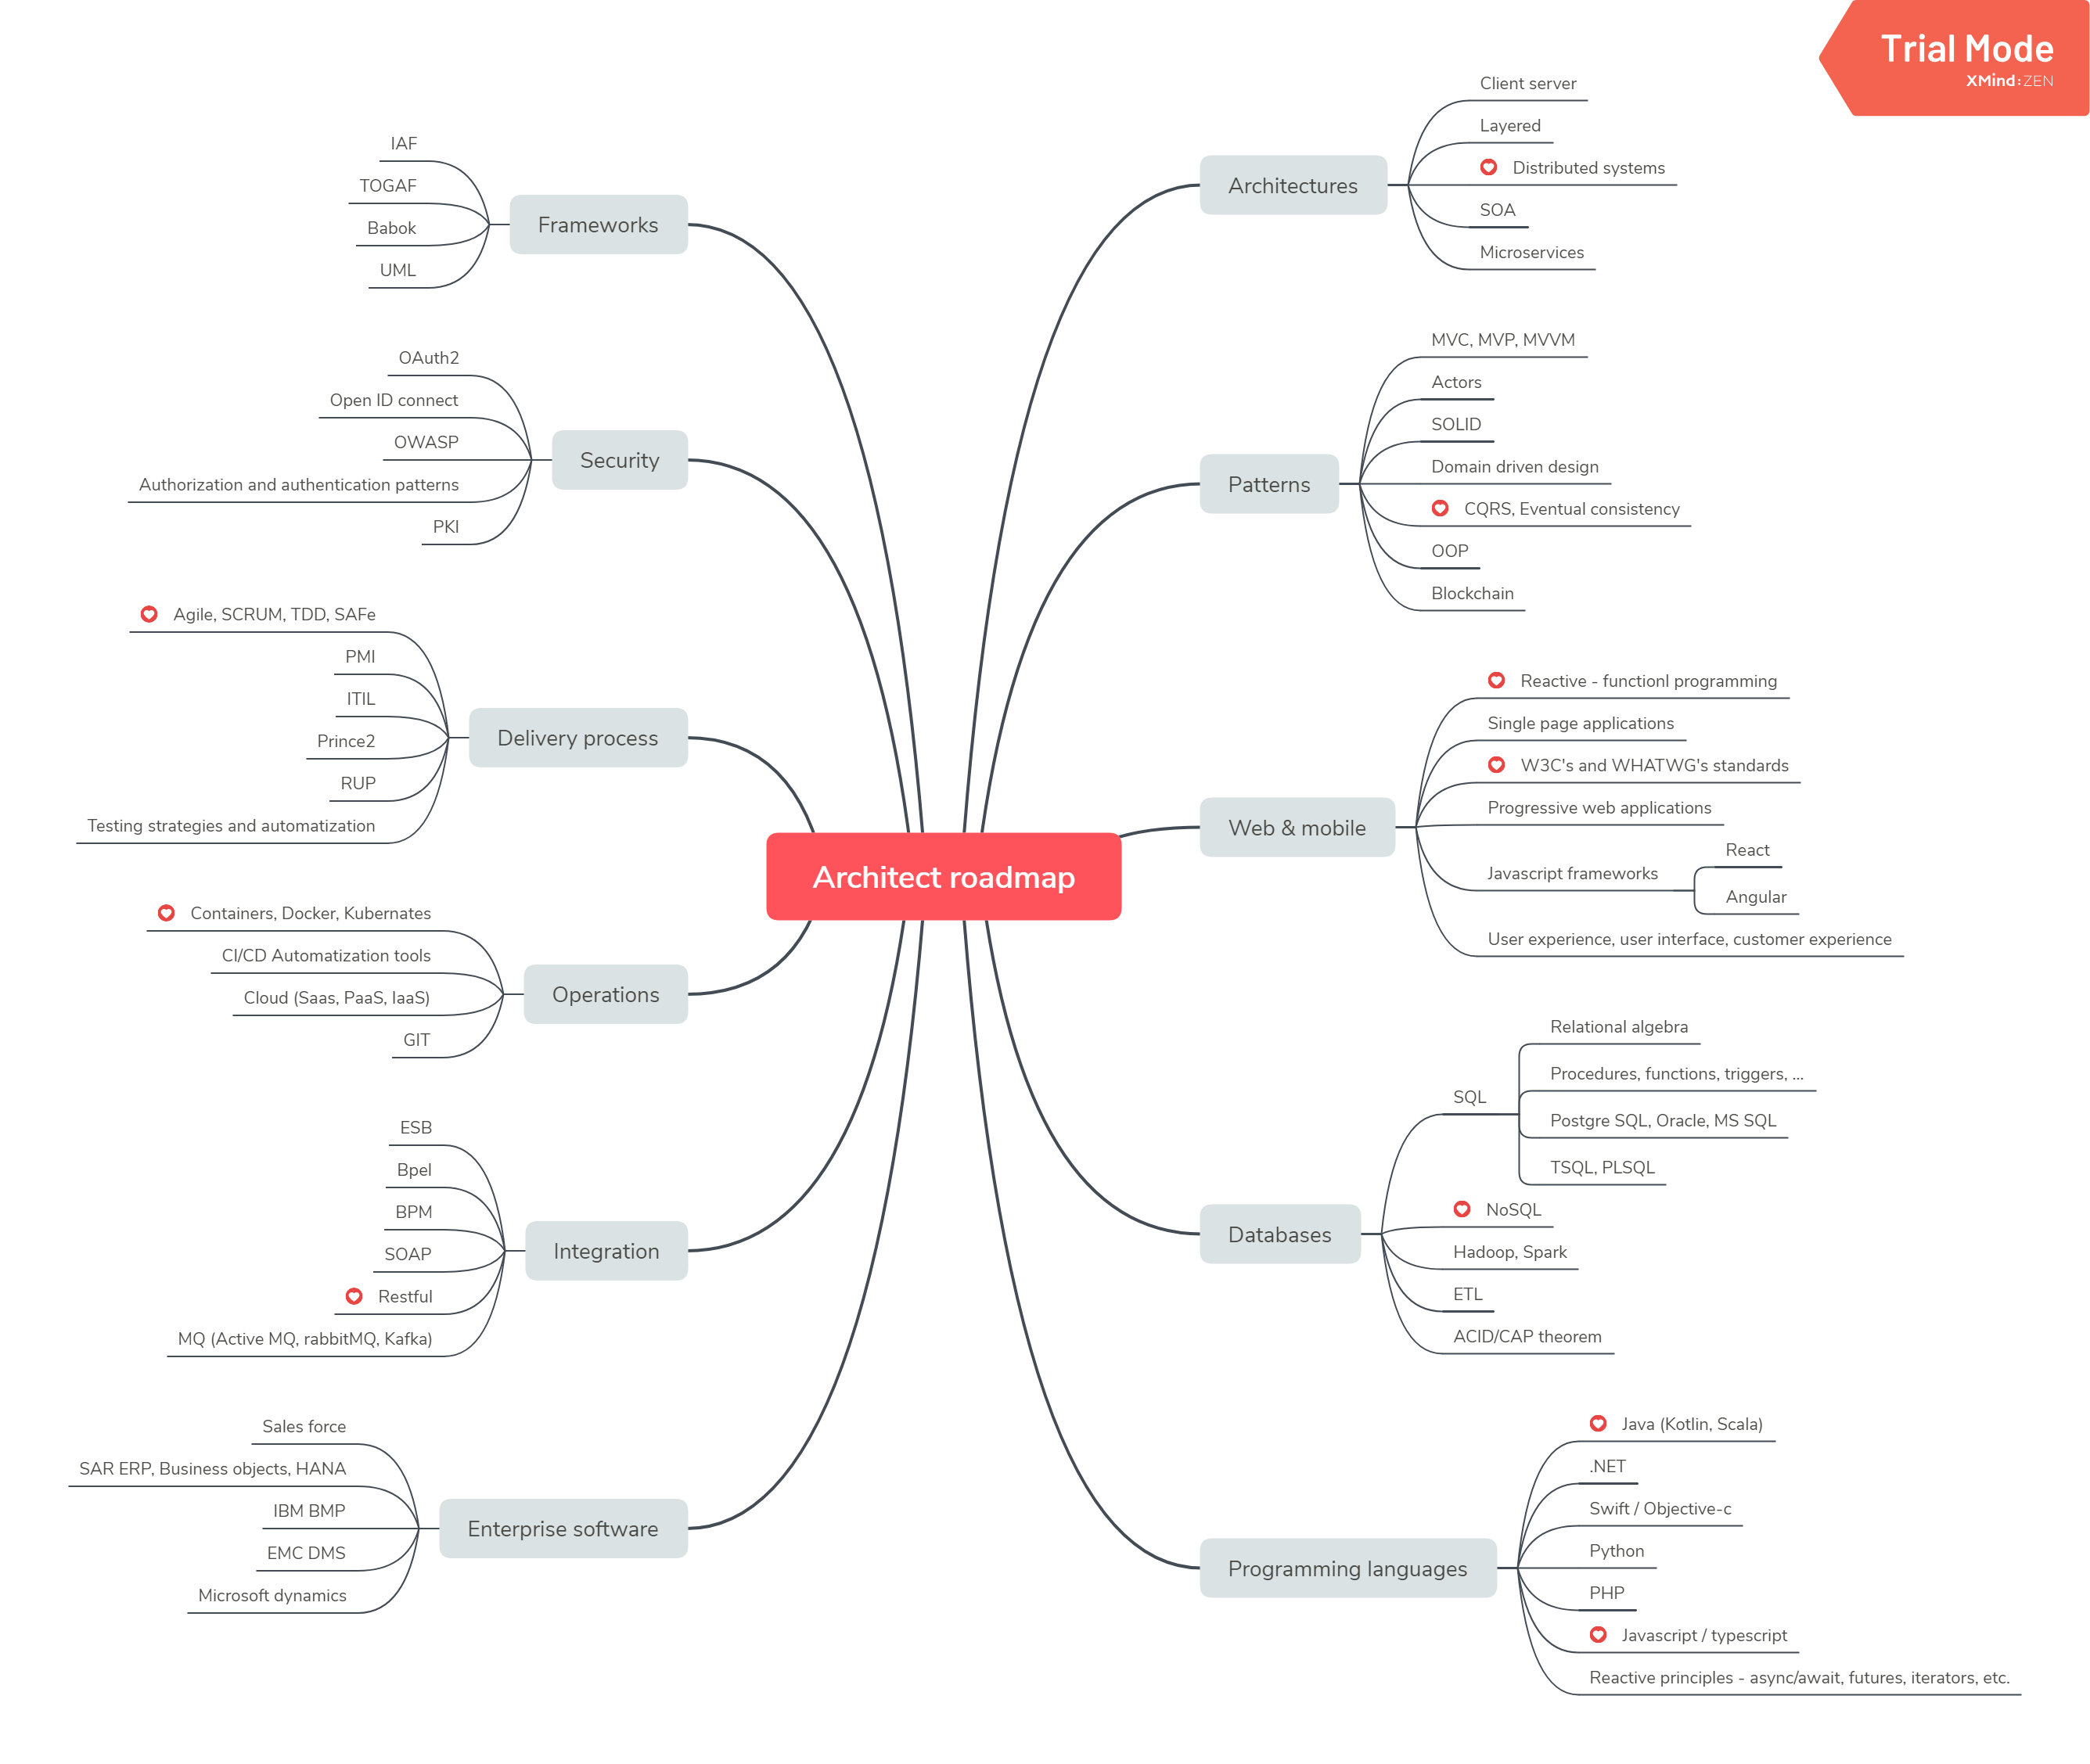 Trial Mode
XMind:ZEN
Architect roadmap
Architectures
Client server
Layered
Distributed systems
SOA
Microservices
Patterns
MVC, MVP, MVVM
Actors
SOLID
Domain driven design
CQRS, Eventual consistency
OOP
Blockchain
Web & mobile
Reactive - functionl programming
Single page applications
W3C's and WHATWG's standards
Progressive web applications
Javascript frameworks
React
Angular
User experience, user interface, customer experience
Databases
SQL
Relational algebra
Procedures, functions, triggers, ...
Postgre SQL, Oracle, MS SQL
TSQL, PLSQL
NoSQL
Hadoop, Spark
ETL
ACID/CAP theorem
Programming languages
Java (Kotlin, Scala)
.NET
Swift / Objective-c
Python
PHP
Javascript / typescript
Reactive principles - async/await, futures, iterators, etc.
Frameworks
IAF
TOGAF
Babok
UML
Security
OAuth2
Open ID connect
OWASP
Authorization and authentication patterns
PKI
Delivery process
Agile, SCRUM, TDD, SAFe
PMI
ITIL
Prince2
RUP
Testing strategies and automatization
Operations
Containers, Docker, Kubernates
CI/CD Automatization tools
Cloud (Saas, PaaS, IaaS)
GIT
Integration
ESB
Bpel
BPM
SOAP
Restful
MQ (Active MQ, rabbitMQ, Kafka)
Enterprise software
Sales force
SAR ERP, Business objects, HANA
IBM BMP
EMC DMS
Microsoft dynamics